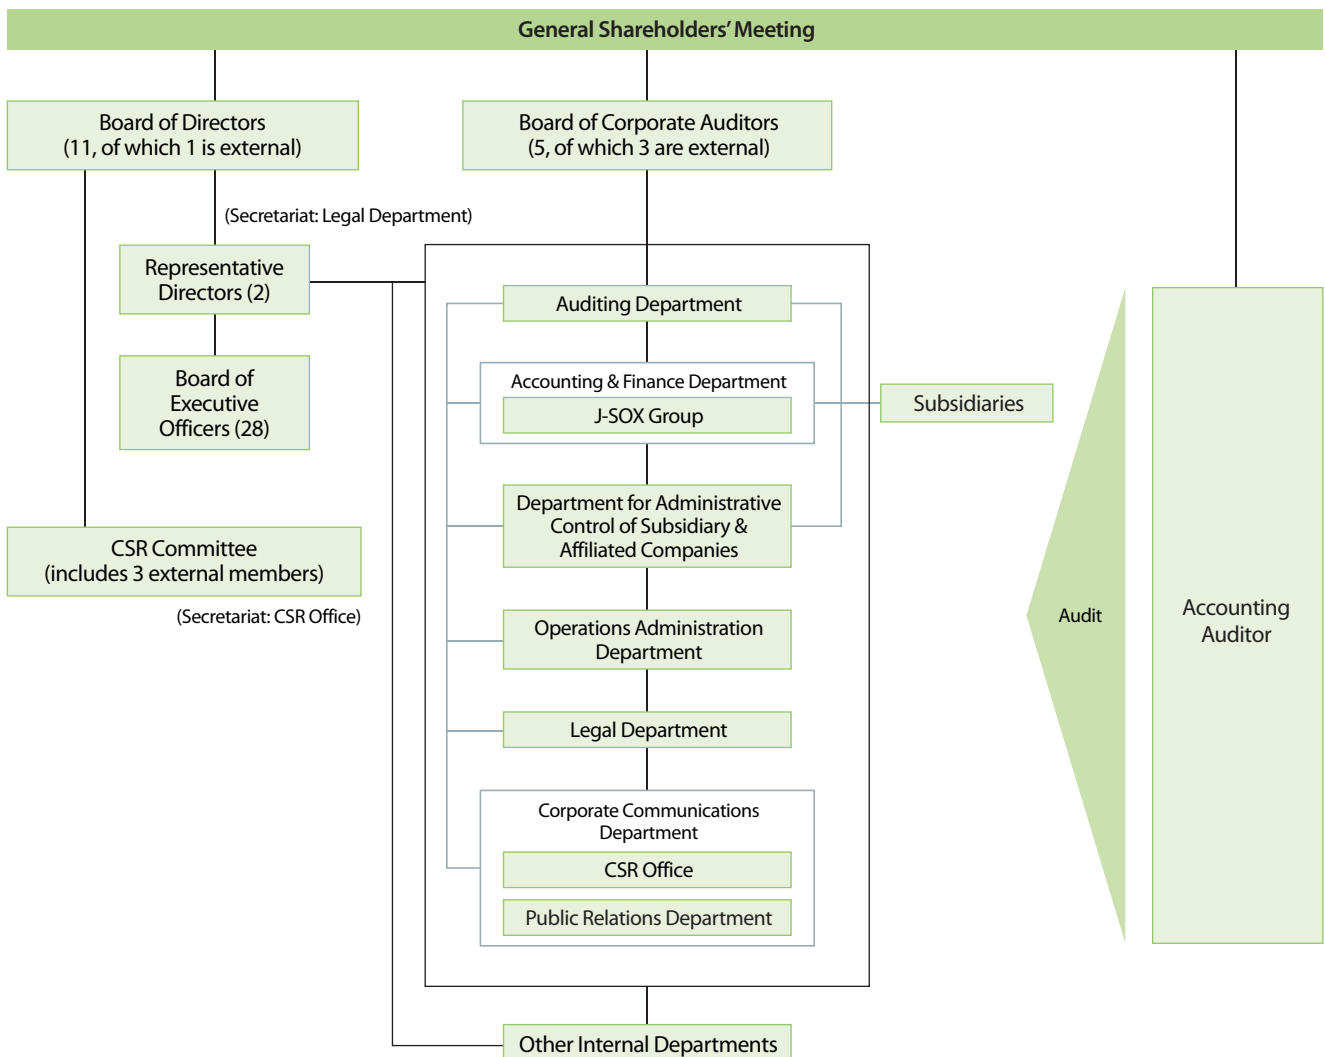 General Shareholders’ Meeting
Board of Directors
(11, of which 1 is external)
Board of Corporate Auditors
(5, of which 3 are external)
(Secretariat: Legal Department)
Representative
Directors (2)
Board of
Executive
Officers (28)
CSR Committee
(includes 3 external members)
(Secretariat: CSR Office)
Auditing Department
Accounting & Finance Department
J-SOX Group
Department for Administrative
Control of Subsidiary &
Affiliated Companies
Operations Administration
Department
Legal Department
Corporate Communications
Department
CSR Office
Public Relations Department
Other Internal Departments
Subsidiaries
Audit
Accounting
Auditor